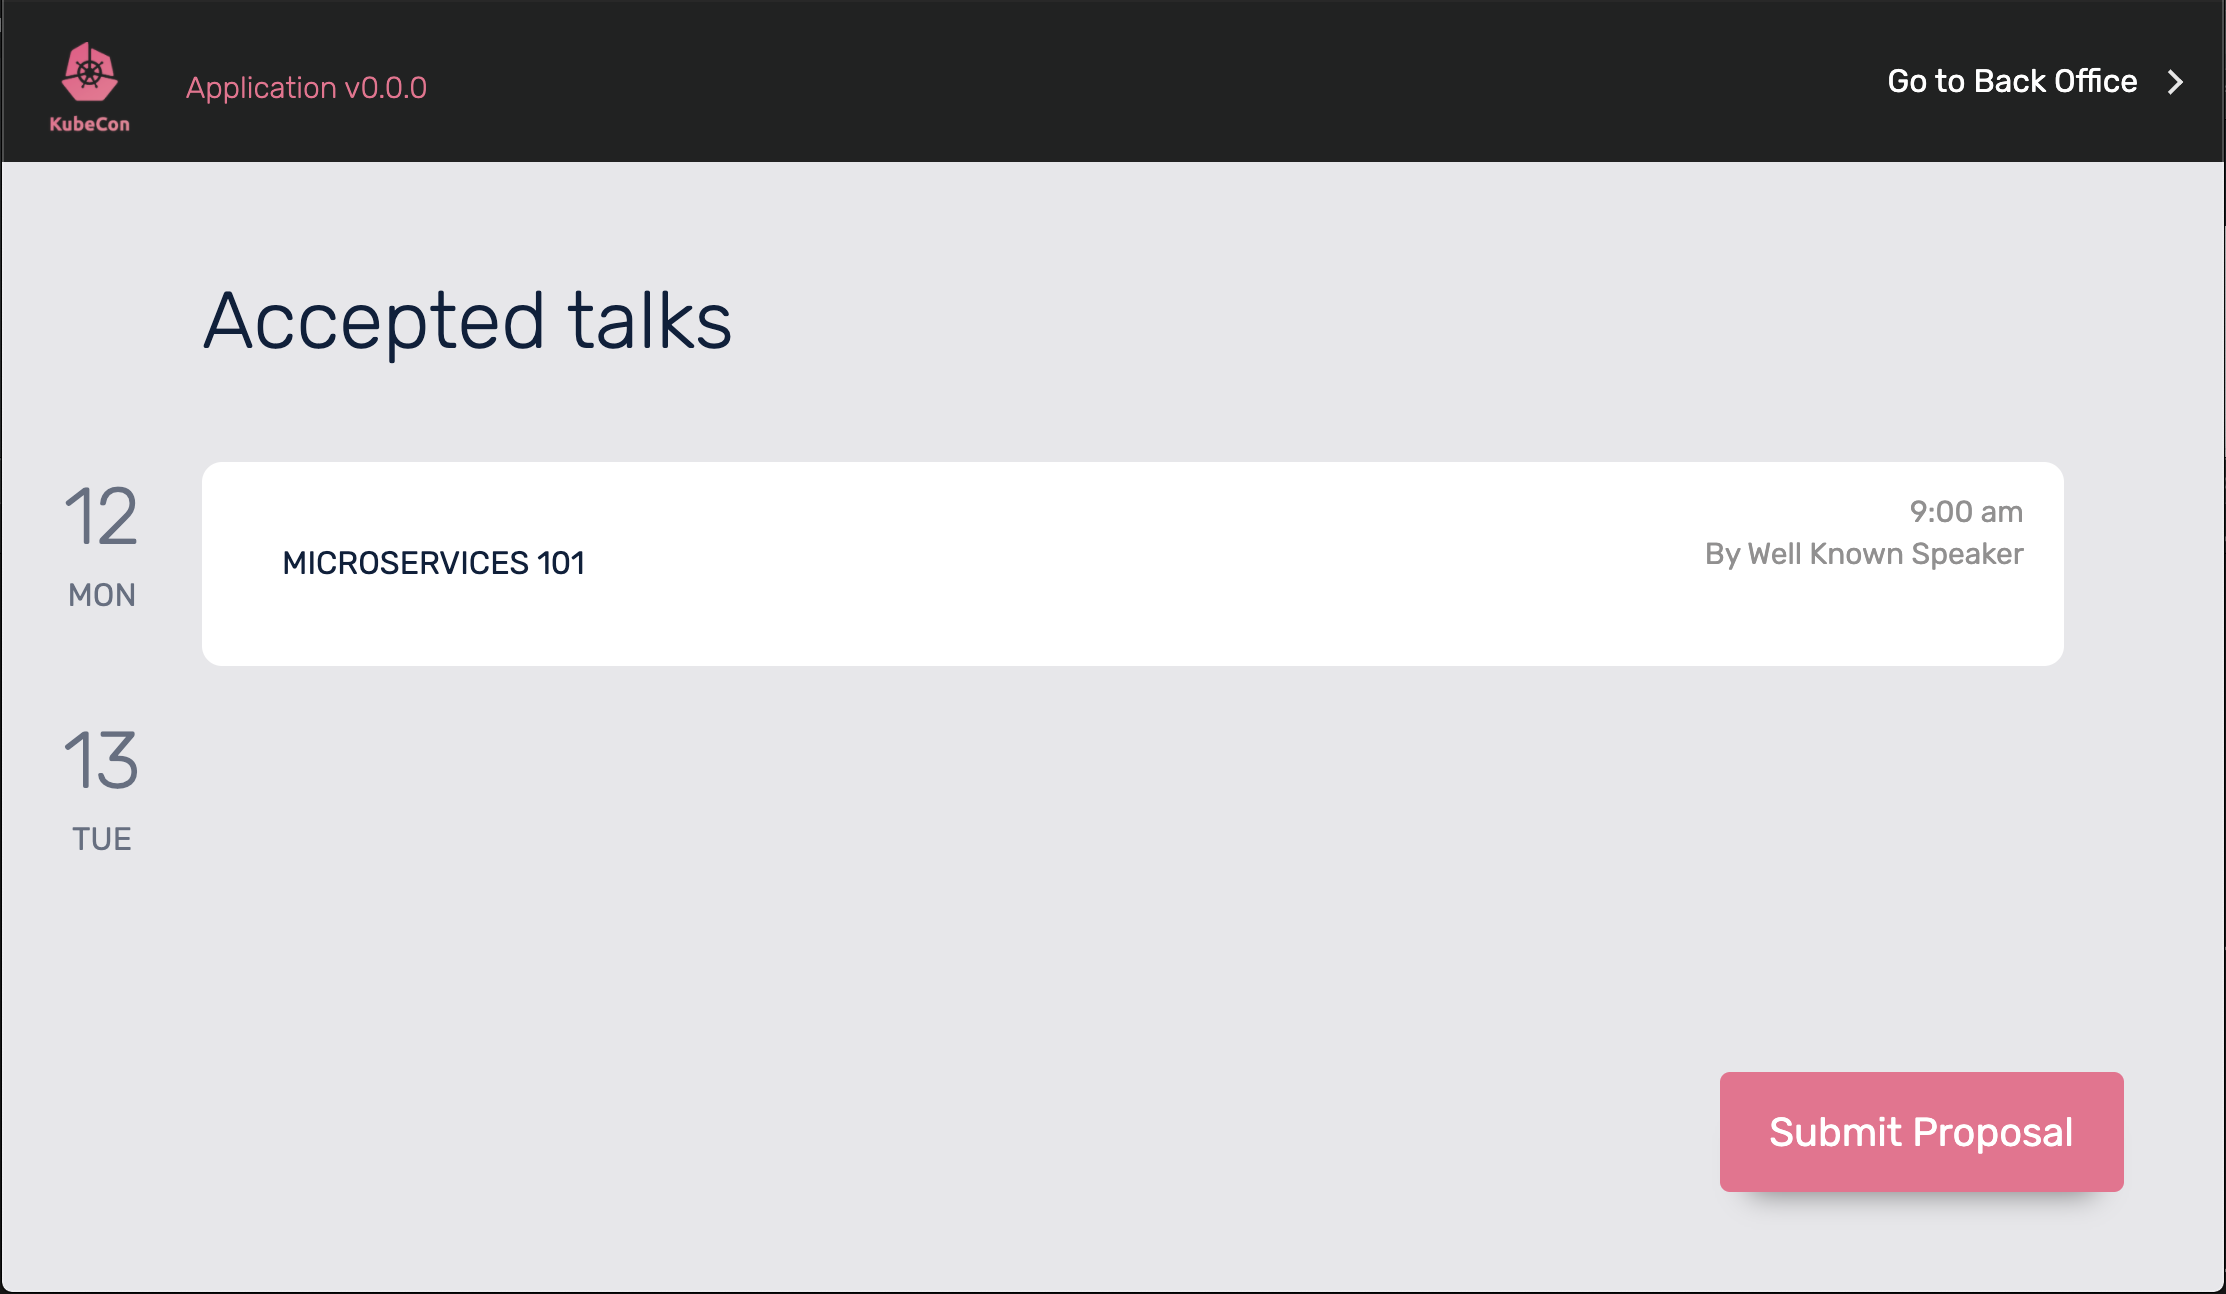 KubeCon
Application v0.0.0
Go to Back Office
Accepted talks
12
MON
MICROSERVICES 101
9:00 am
By Well Known Speaker
13
TUE
Submit Proposal